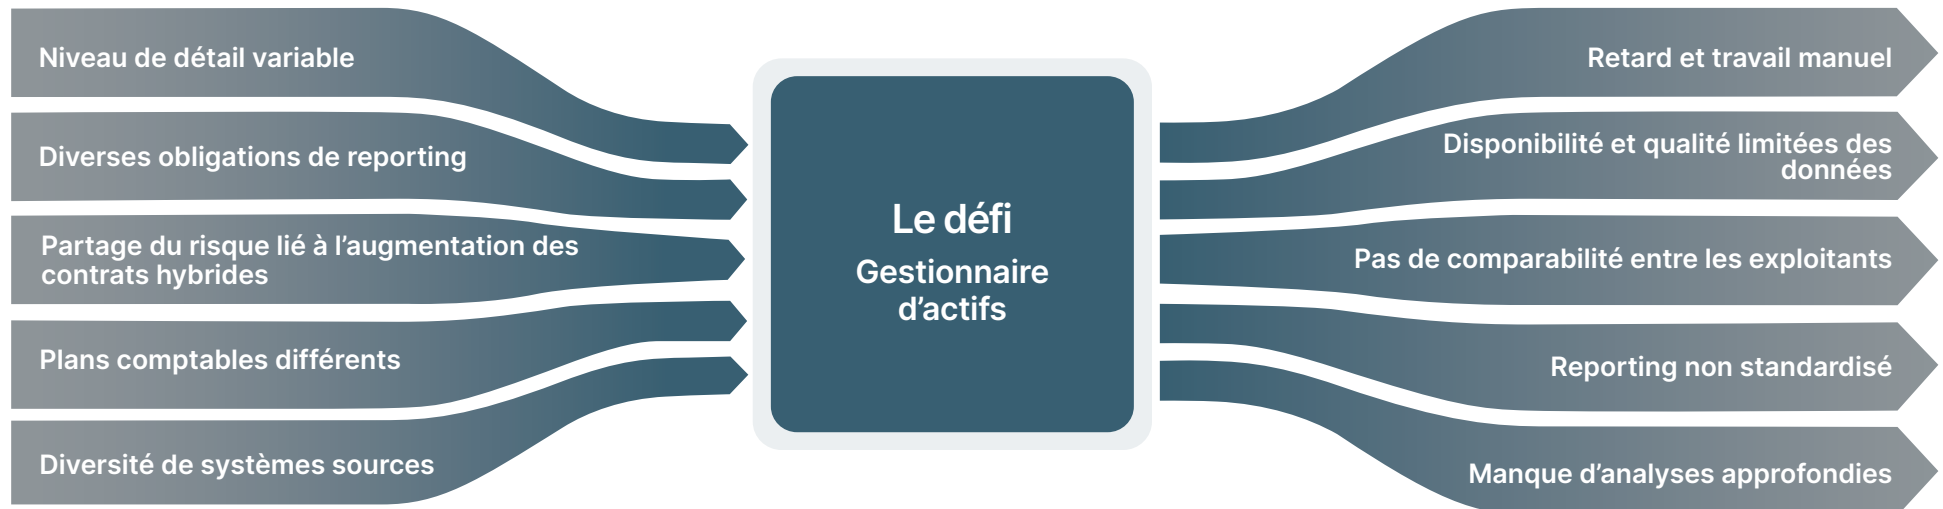 Niveau de détail variable
Diverses obligations de reporting
Partage du risque lié à l’augmentation des
contrats hybrides
Plans comptables différents
Diversité de systèmes sources
Le défi
Gestionnaire
d’actifs
Retard et travail manuel
Disponibilité et qualité limitées des
données
Pas de comparabilité entre les exploitants
Reporting non standardisé
Manque d’analyses approfondies